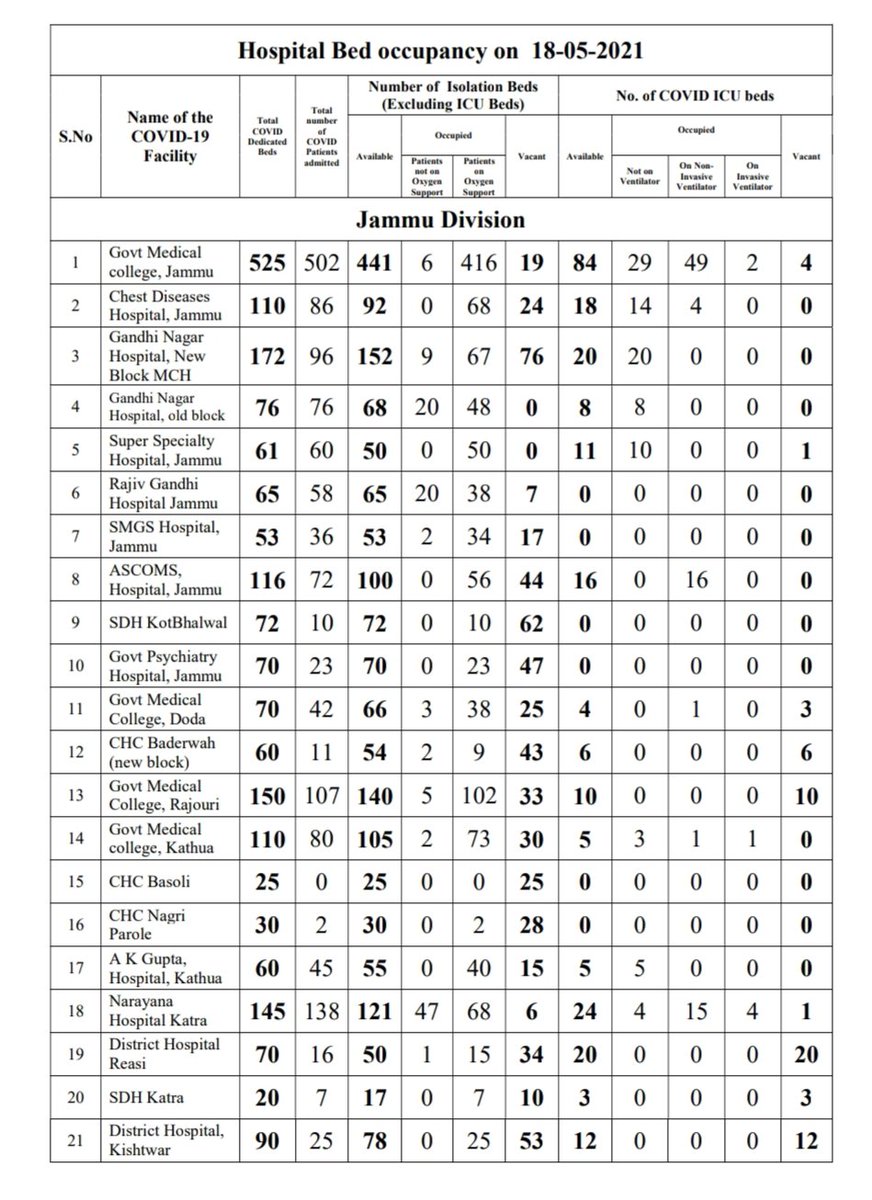 Hospital Bed occupancy on 18-05-2021
S.No
Name of the
COVID-19
Facility
Total
COVID
Dedicated
Beds
Total
number
of
COVID
Patients
admitted
Number of Isolation Beds
(Excluding ICU Beds)
No. of COVID ICU beds
Available
Occupied
Patients
not on
Oxygen
Support
Patients
on
Oxygen
Support
Vacant
Available
Occupied
Not on
Ventilator
On Non-
Invasive
Ventilator
On
Invasive
Ventilator
Vacant
Jammu Division
1 Govt Medical
college, Jammu 525 502 441 6 416 19 84 29 49 2 4
2 Chest Diseases
Hospital, Jammu 110 86 92 0 68 24 18 14 4 0 0
3 Gandhi Nagar
Hospital, New
Block MCH 172 96 152 9 67 76 20 20 0 0 0
4 Gandhi Nagar
Hospital, old block 76 76 68 20 48 0 8 8 0 0 0
5 Super Specialty
Hospital, Jammu 61 60 50 0 50 0 11 10 0 0 1
6 Rajiv Gandhi
Hospital Jammu 65 58 65 20 38 7 0 0 0 0 0
7 SMGS Hospital,
Jammu 53 36 53 2 34 17 0 0 0 0 0
8 ASCOMS,
Hospital, Jammu 116 72 100 0 56 44 16 0 16 0 0
9 SDH KotBhalwal 72 10 72 0 10 62 0 0 0 0 0
10 Govt Psychiatry
Hospital, Jammu 70 23 70 0 23 47 0 0 0 0 0
11 Govt Medical
College, Doda 70 42 66 3 38 25 4 0 1 0 3
12 CHC Baderwah
(new block) 60 11 54 2 9 43 6 0 0 0 6
13 Govt Medical
College, Rajouri 150 107 140 5 102 33 10 0 0 0 10
14 Govt Medical
college, Kathua 110 80 105 2 73 30 5 3 1 1 0
15 CHC Basoli 25 0 25 0 0 25 0 0 0 0 0
16 CHC Nagri
Parole 30 2 30 0 2 28 0 0 0 0 0
17 A K Gupta,
Hospital, Kathua 60 45 55 0 40 15 5 5 0 0 0
18 Narayana
Hospital Katra 145 138 121 47 68 6 24 4 15 4 1
19 District Hospital
Reasi 70 16 50 1 15 34 20 0 0 0 20
20 SDH Katra 20 7 17 0 7 10 3 0 0 0 3
21 District Hospital,
Kishtwar 90 25 78 0 25 53 12 0 0 0 12